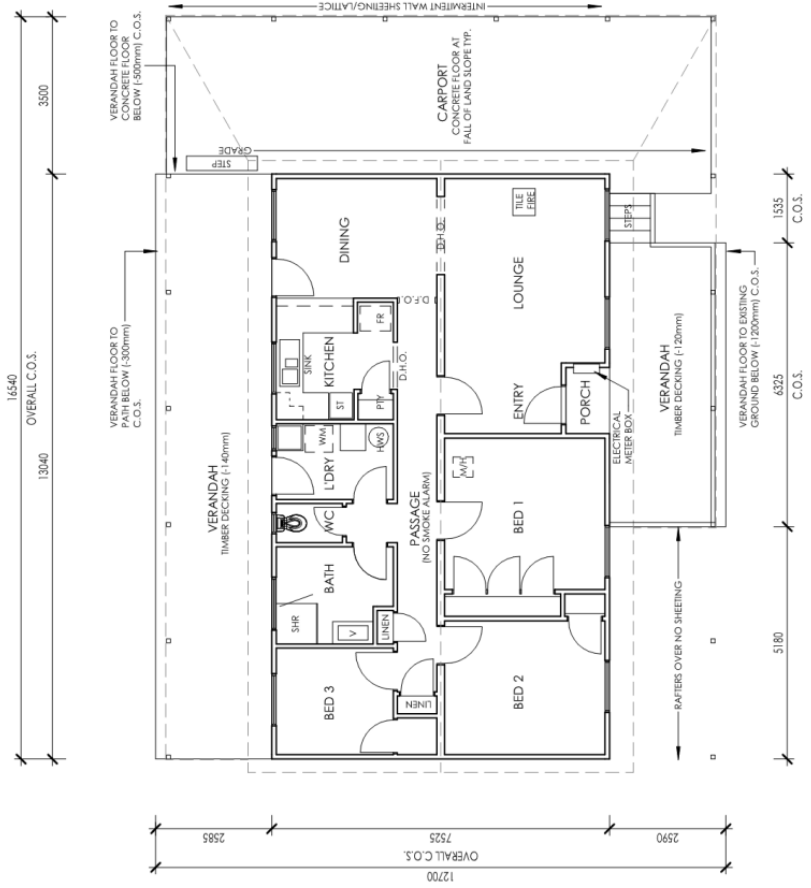 INTERMITENT WALL SHEETING/LATTICE
16540
OVERALL C.O.S.
3500
13040
VERANDAH FLOOR TO
CONCRETE FLOOR
BELOW (-500mm) C.O.S.
VERANDAH FLOOR TO
PATH BELOW (-300mm)
C.O.S.
CARPORT
CONCRETE FLOOR AT
FALL OF LAND SLOPE TYP.
GRADE
STEP
VERANDAH
TIMBER DECKING (-140mm)
DINING
D.H.O.
TILE
FIRE
STEPS
1535
C.O.S.
LOUNGE
D.F.O.
FR
SINK
KITCHEN
D.H.O.
PTY
ST
ENTRY
PORCH
ELECTRICAL
METER BOX
VERANDAH
TIMBER DECKING (-120mm)
VERANDAH FLOOR TO EXISTING
GROUND BELOW (-1200mm) C.O.S.
6325
C.O.S.
L'DRY
WM
HWS
M/H
WC
PASSAGE
(NO SMOKE ALARM)
BED 1
BATH
SHR
V
LINEN
BED 3
LINEN
BED 2
RAFTERS OVER NO SHEETING
5180
2585
7525
2590
OVERALL C.O.S.
12700